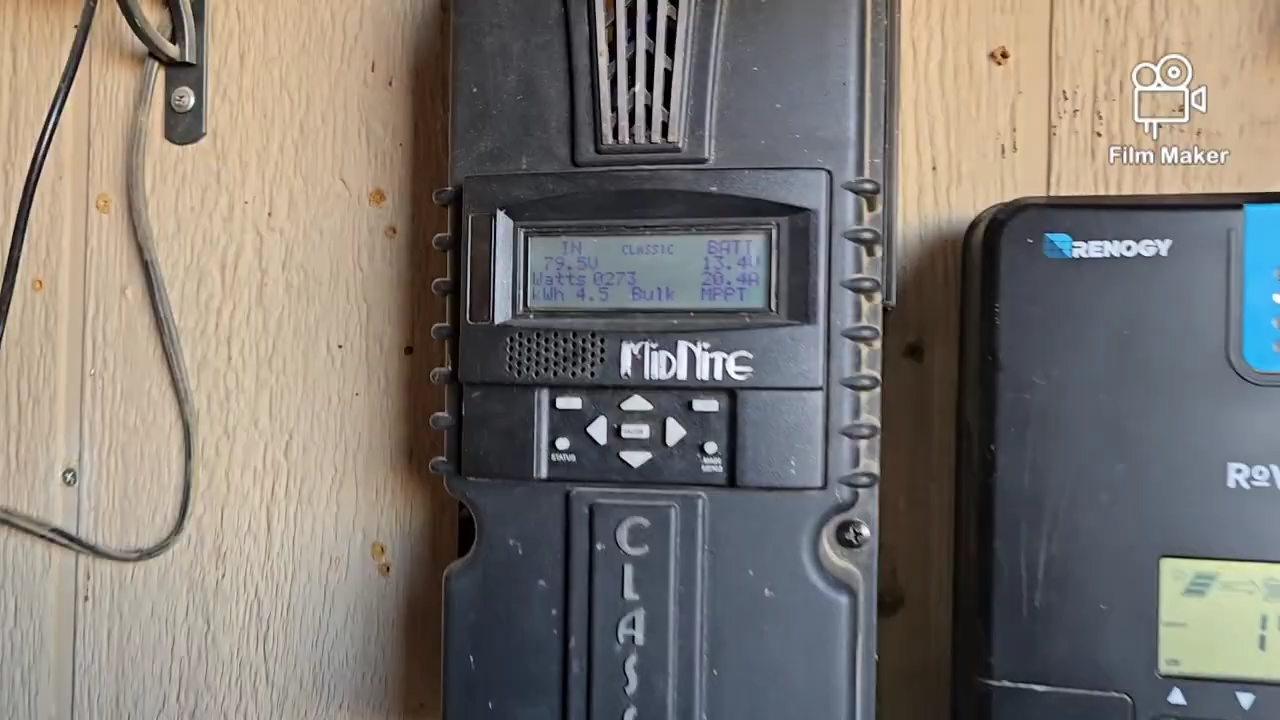 Film Maker
IN CLASSIC BATT
79.5V 13.4V
Watts 0273 20.4A
kWh 4.5 Bulk MPPT
MIDNITE
STATUS
MAIN MENU
CLAS
RENOGY